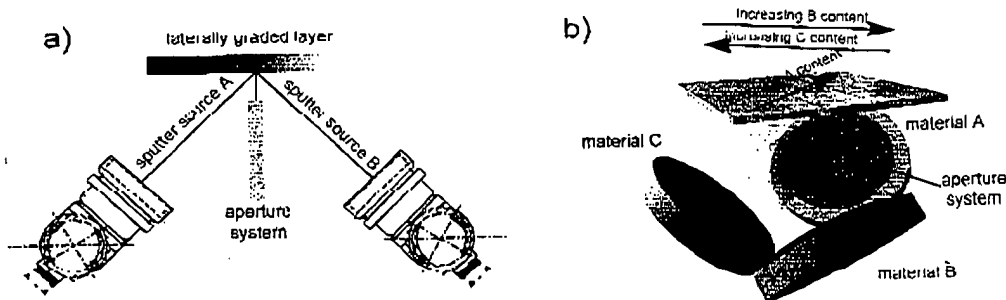 a)
laterally graded layer
sputter source A
sputter source B
aperture
system
b)
Increasing B content
Increasing C content
A content
material A
material C
aperture
system
material B